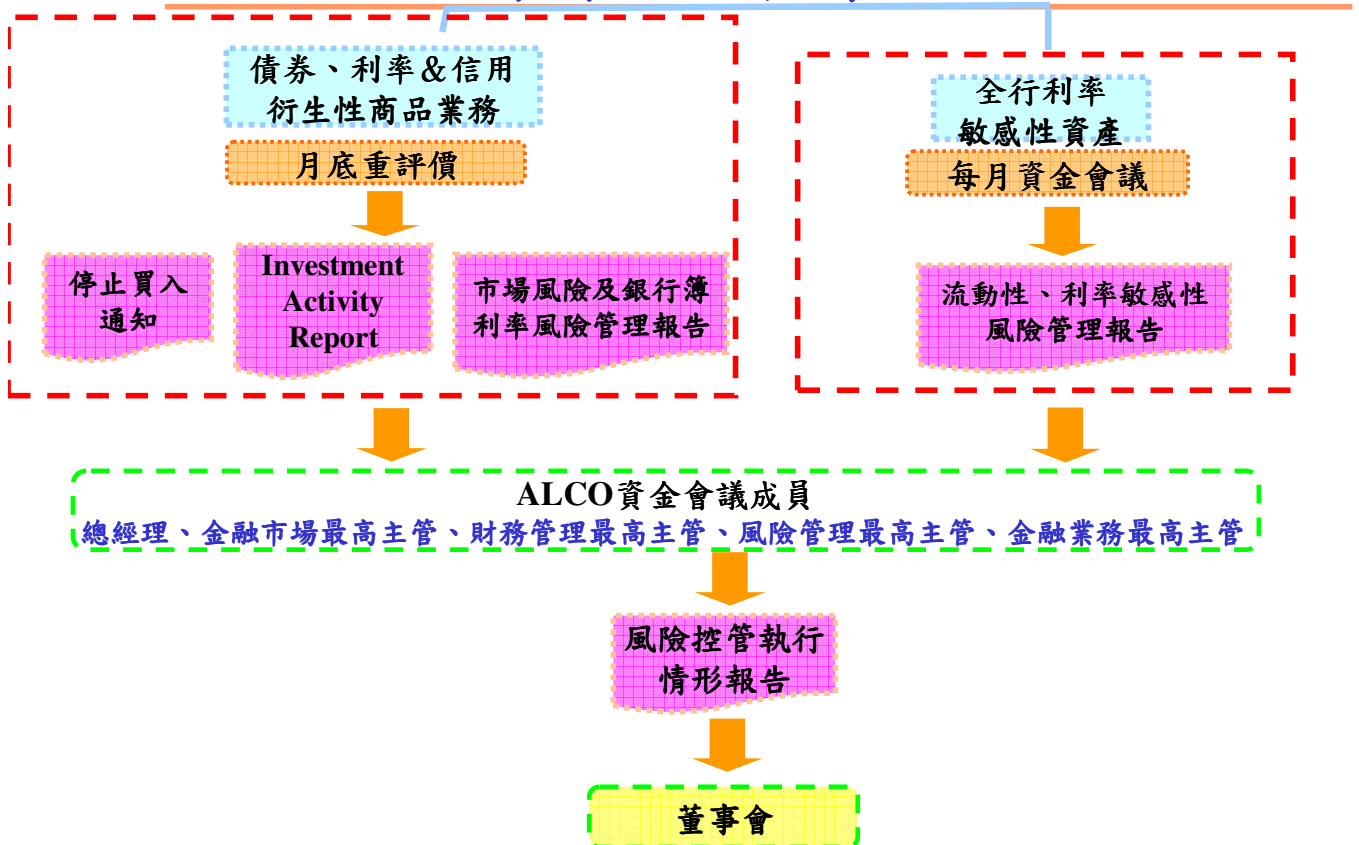 債券、利率＆信用
衍生性商品業務
月底重評價
停止買入
通知
Investment
Activity
Report
市場風險及銀行簿
利率風險管理報告
全行利率
敏感性資產
每月資金會議
流動性、利率敏感性
風險管理報告
ALCO資金會議成員
總經理、金融市場最高主管、財務管理最高主管、風險管理最高主管、金融業務最高主管
風險控管執行
情形報告
董事會